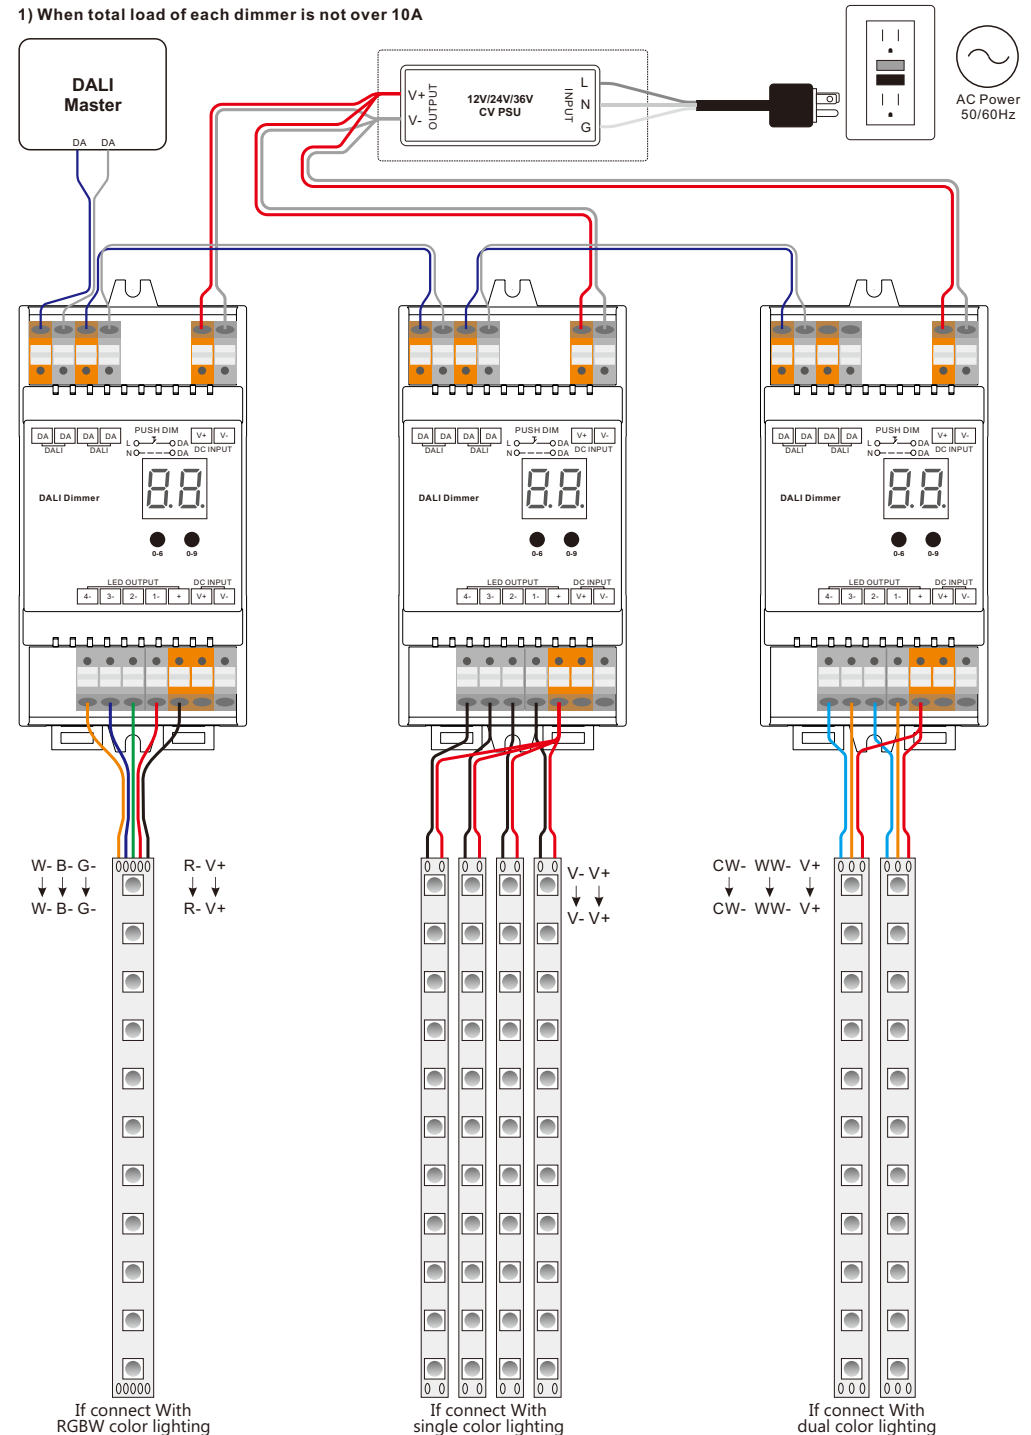 1) When total load of each dimmer is not over 10A
DALI
Master
DA DA
V+
V-
OUTPUT
12V/24V/36V
CV PSU
INPUT
L
N
G
AC Power
50/60Hz
DA DA DA DA
DALI DALI
PUSH DIM
L DA
N DA
V+ V-
DC INPUT
DALI Dimmer
8.8.
0-6 0-9
LED OUTPUT DC INPUT
4- 3- 2- 1- + V+ V-
DA DA DA DA
DALI DALI
PUSH DIM
L DA
N DA
V+ V-
DC INPUT
DALI Dimmer
8.8.
0-6 0-9
LED OUTPUT DC INPUT
4- 3- 2- 1- + V+ V-
DA DA DA DA
DALI DALI
PUSH DIM
L DA
N DA
V+ V-
DC INPUT
DALI Dimmer
8.8.
0-6 0-9
LED OUTPUT DC INPUT
4- 3- 2- 1- + V+ V-
W- B- G- R- V+
W- B- G- R- V+
V- V+
V- V+
CW- WW- V+
CW- WW- V+
If connect With
RGBW color lighting
If connect With
single color lighting
If connect With
dual color lighting